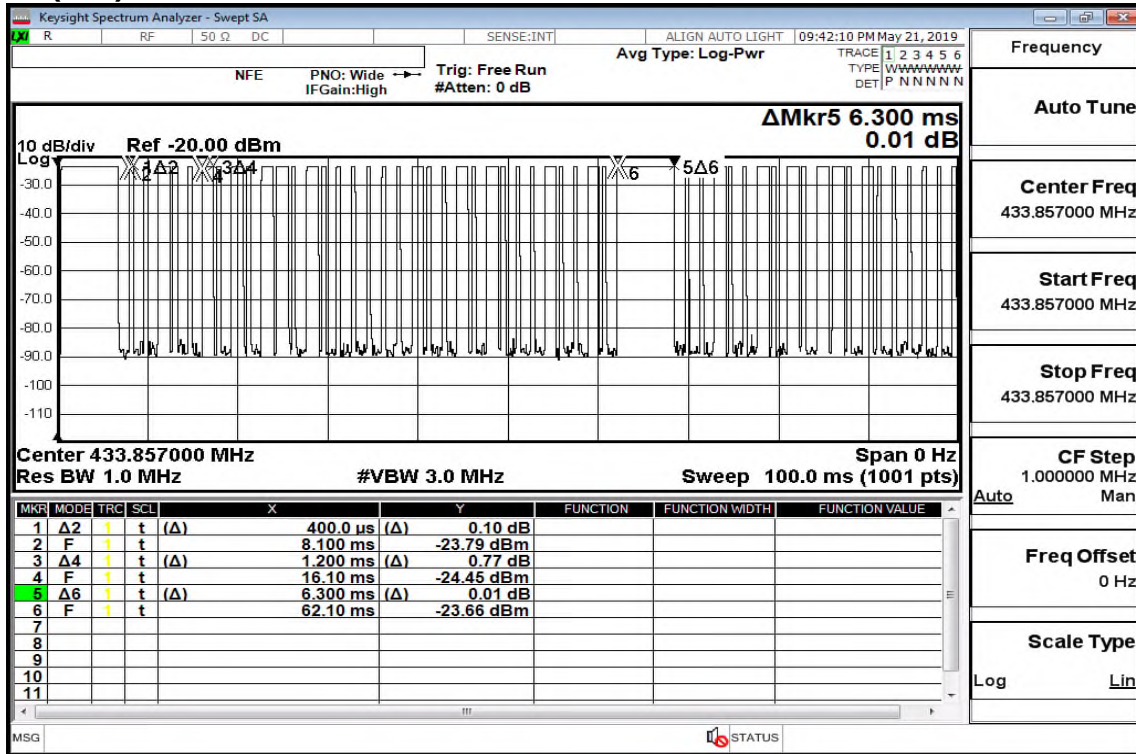 Keysight Spectrum Analyzer - Swept SA
LXI R RF 50 Ω DC SENSE:INT ALIGN AUTO LIGHT 09:42:10 PM May 21, 2019
NFE PNO: Wide Trig: Free Run Avg Type: Log-Pwr TRACE 1 2 3 4 5 6
IFGain:High #Atten: 0 dB TYPE WWWWWW
DET P N N N N N
ΔMkr5 6.300 ms
0.01 dB
10 dB/div Ref -20.00 dBm
Log
1Δ2 3Δ4 5Δ6
2 4 6
-30.0
-40.0
-50.0
-60.0
-70.0
-80.0
-90.0
-100
-110
Center 433.857000 MHz Span 0 Hz
Res BW 1.0 MHz #VBW 3.0 MHz Sweep 100.0 ms (1001 pts)
MKR MODE TRC SCL X Y FUNCTION FUNCTION WIDTH FUNCTION VALUE
1 Δ2 1 t (Δ) 400.0 µs (Δ) 0.10 dB
2 F 1 t 8.100 ms -23.79 dBm
3 Δ4 1 t (Δ) 1.200 ms (Δ) 0.77 dB
4 F 1 t 16.10 ms -24.45 dBm
5 Δ6 1 t (Δ) 6.300 ms (Δ) 0.01 dB
6 F 1 t 62.10 ms -23.66 dBm
7
8
9
10
11
MSG STATUS
Frequency
Auto Tune
Center Freq
433.857000 MHz
Start Freq
433.857000 MHz
Stop Freq
433.857000 MHz
CF Step
1.000000 MHz
Auto Man
Freq Offset
0 Hz
Scale Type
Log Lin